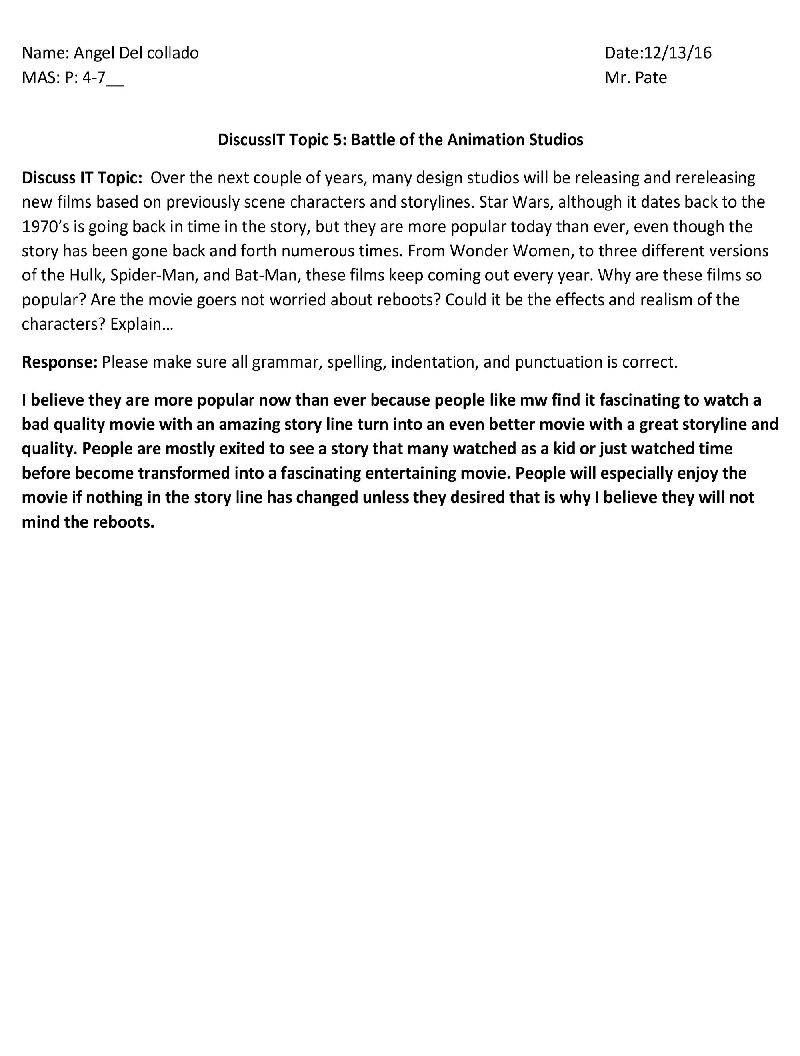 Name: Angel Del collado Date:12/13/16
MAS: P: 4-7__ Mr. Pate
DiscussIT Topic 5: Battle of the Animation Studios
Discuss IT Topic: Over the next couple of years, many design studios will be releasing and rereleasing
new films based on previously scene characters and storylines. Star Wars, although it dates back to the
1970’s is going back in time in the story, but they are more popular today than ever, even though the
story has been gone back and forth numerous times. From Wonder Women, to three different versions
of the Hulk, Spider-Man, and Bat-Man, these films keep coming out every year. Why are these films so
popular? Are the movie goers not worried about reboots? Could it be the effects and realism of the
characters? Explain…
Response: Please make sure all grammar, spelling, indentation, and punctuation is correct.
I believe they are more popular now than ever because people like mw find it fascinating to watch a
bad quality movie with an amazing story line turn into an even better movie with a great storyline and
quality. People are mostly exited to see a story that many watched as a kid or just watched time
before become transformed into a fascinating entertaining movie. People will especially enjoy the
movie if nothing in the story line has changed unless they desired that is why I believe they will not
mind the reboots.